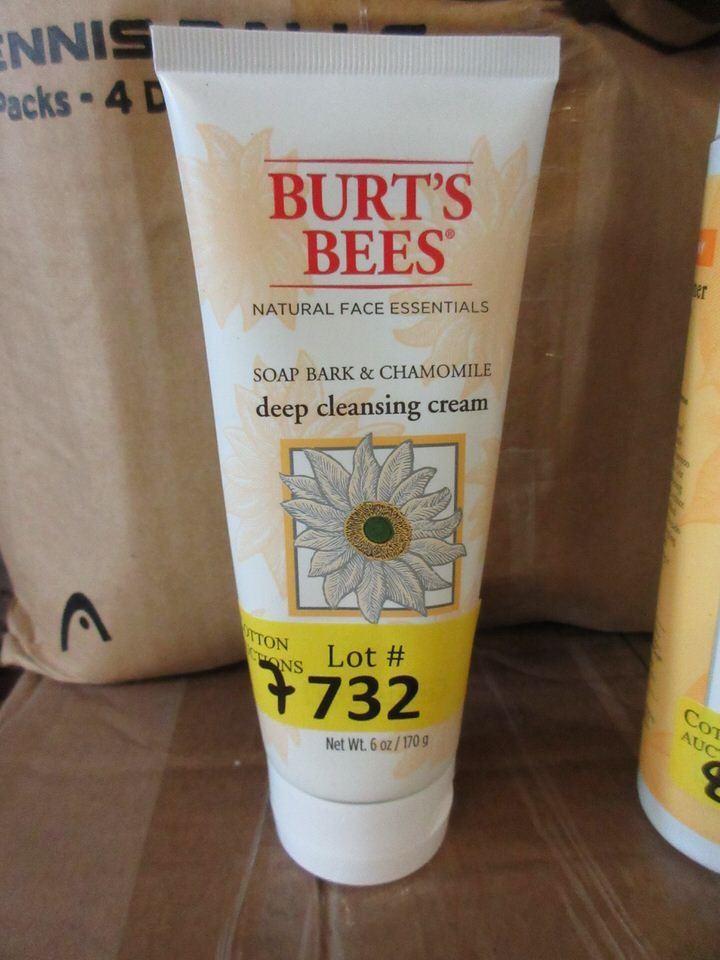 Packs - 4
BURT'S
BEES®
NATURAL FACE ESSENTIALS
SOAP BARK & CHAMOMILE
deep cleansing cream
Lot #
7 732
Net Wt. 6 oz / 170 g